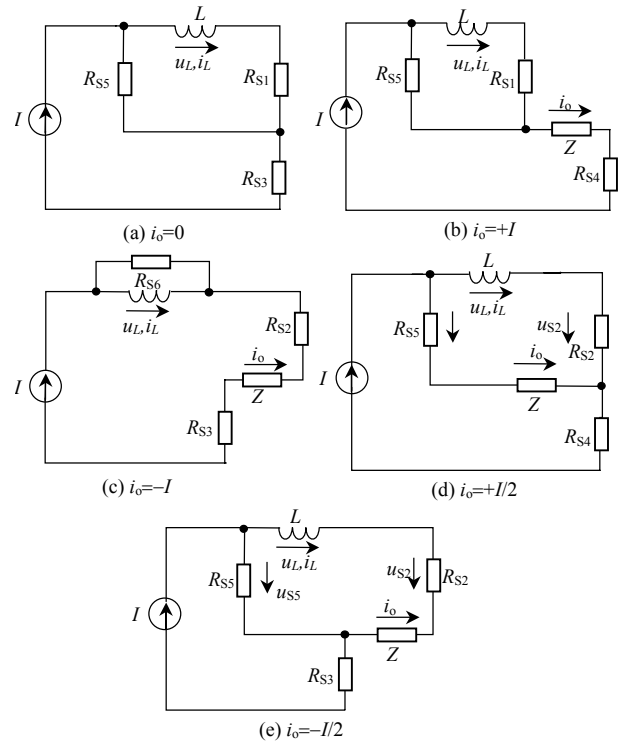 L
u_L,i_L
R_S5
R_S1
I
R_S3
(a) i_o=0
L
u_L,i_L
R_S5
R_S1
i_o
I
Z
R_S4
(b) i_o=+I
R_S6
u_L,i_L
R_S2
i_o
I
Z
R_S3
(c) i_o=–I
L
u_L,i_L
u_S2
R_S5
R_S2
i_o
I
Z
R_S4
(d) i_o=+I/2
L
u_L,i_L
R_S5
u_S5
u_S2
R_S2
i_o
I
Z
R_S3
(e) i_o=–I/2